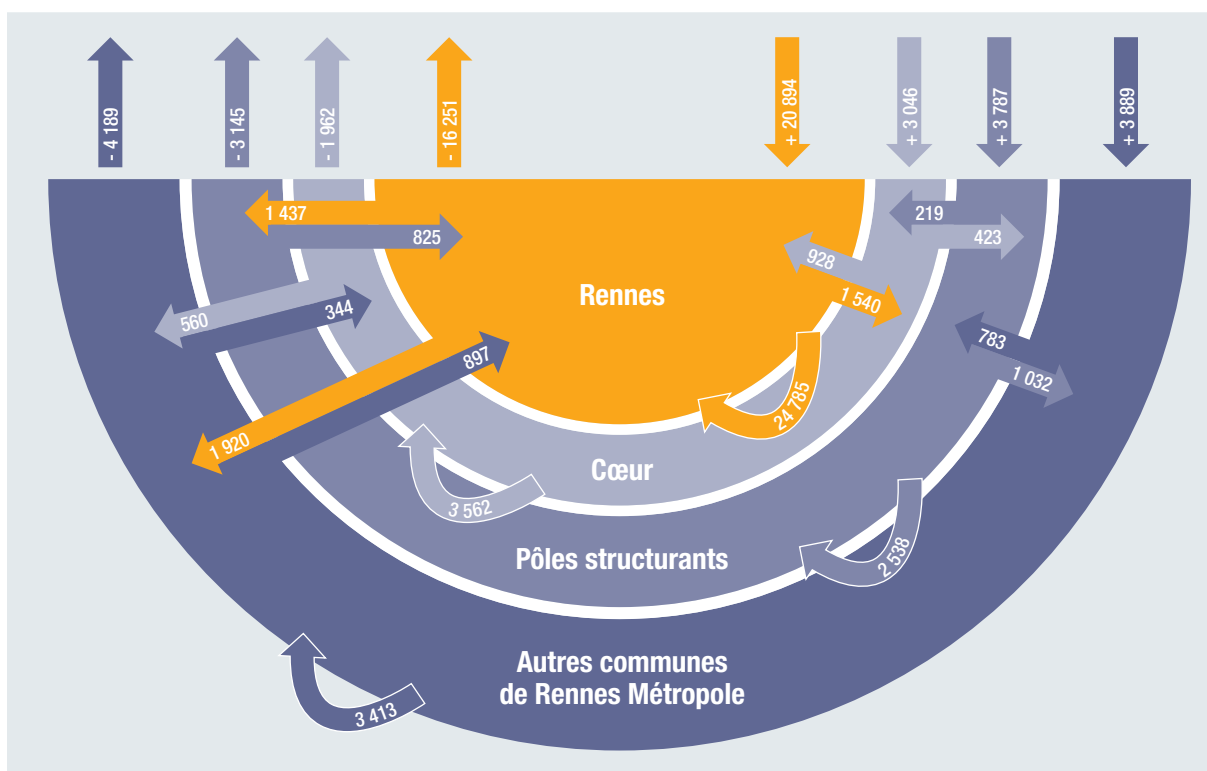 - 4 189
- 3 145
- 1 962
- 16 251
+ 20 894
+ 3 046
+ 3 787
+ 3 889
1 437
825
219
423
928
1 540
Rennes
560
344
897
1 920
783
1 032
24 785
Cœur
3 562
Pôles structurants
2 538
Autres communes
de Rennes Métropole
3 413